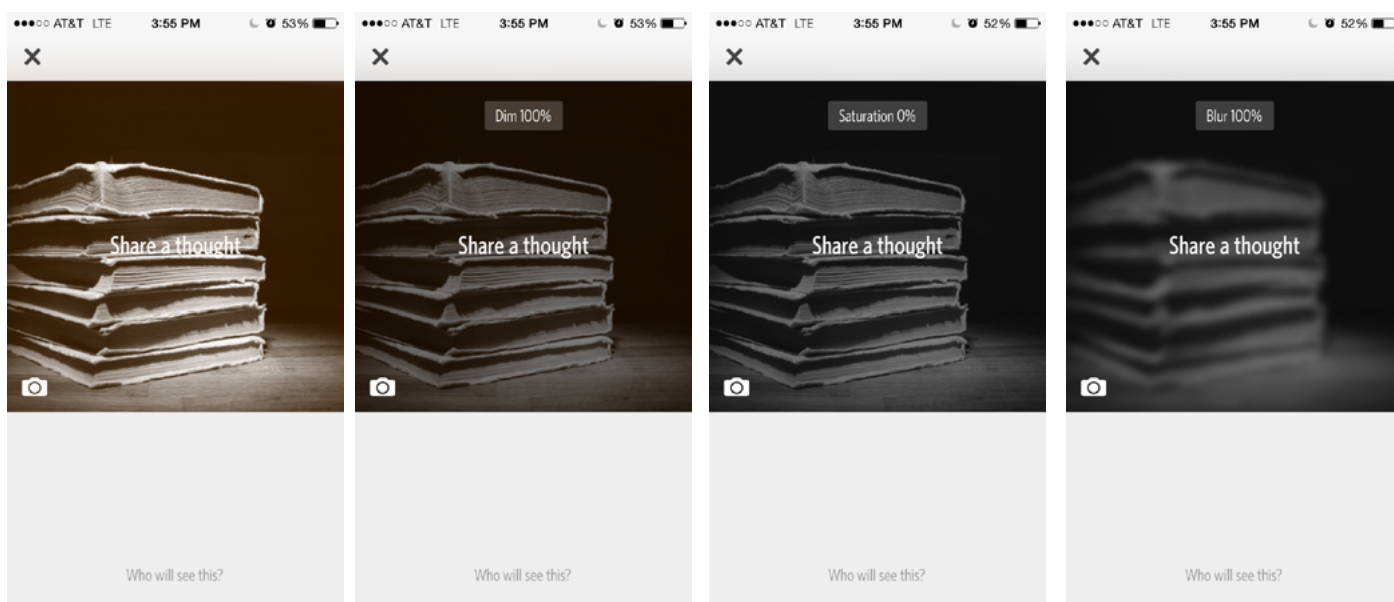 AT&T LTE 3:55 PM 53%
Share a thought
Who will see this?
AT&T LTE 3:55 PM 53%
Dim 100%
Share a thought
Who will see this?
AT&T LTE 3:55 PM 52%
Saturation 0%
Share a thought
Who will see this?
AT&T LTE 3:55 PM 52%
Blur 100%
Share a thought
Who will see this?